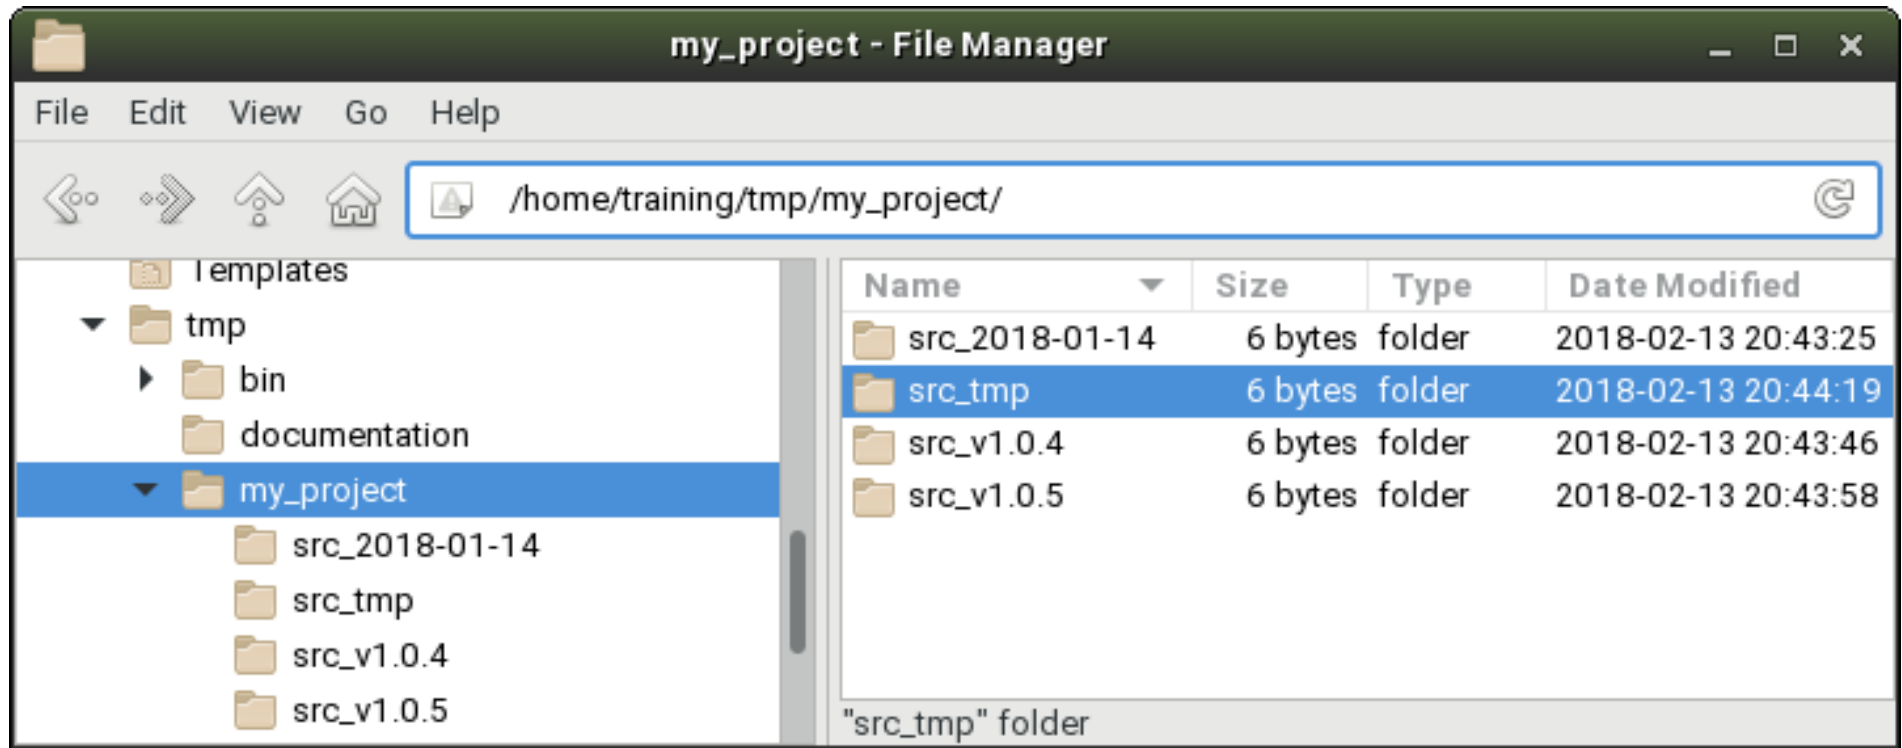 my_project - File Manager
File Edit View Go Help
/home/training/tmp/my_project/
Templates
tmp
bin
documentation
my_project
src_2018-01-14
src_tmp
src_v1.0.4
src_v1.0.5
Name Size Type Date Modified
src_2018-01-14 6 bytes folder 2018-02-13 20:43:25
src_tmp 6 bytes folder 2018-02-13 20:44:19
src_v1.0.4 6 bytes folder 2018-02-13 20:43:46
src_v1.0.5 6 bytes folder 2018-02-13 20:43:58
"src_tmp" folder